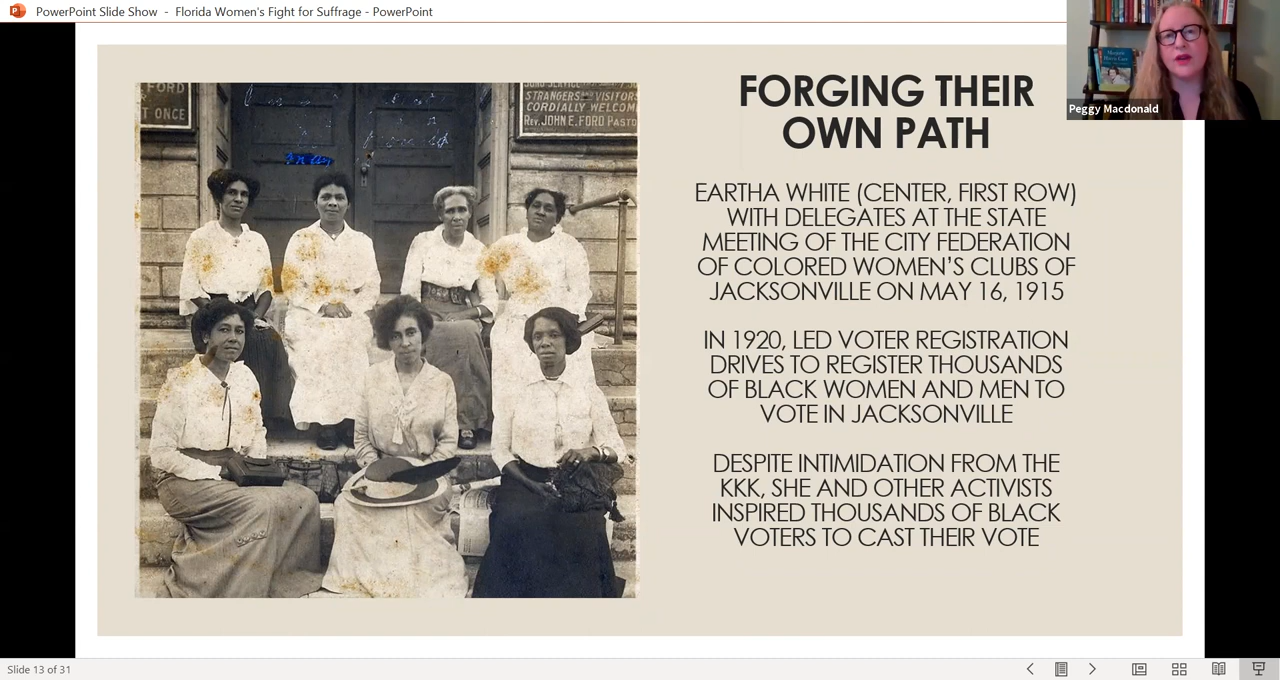 PowerPoint Slide Show - Florida Women's Fight for Suffrage - PowerPoint
Peggy Macdonald
FORD
T ONCE
STRANGERS AND VISITORS
CORDIALLY WELCOM
REV. JOHN E. FORD PASTO
FORGING THEIR
OWN PATH
EARTHA WHITE (CENTER, FIRST ROW)
WITH DELEGATES AT THE STATE
MEETING OF THE CITY FEDERATION
OF COLORED WOMEN’S CLUBS OF
JACKSONVILLE ON MAY 16, 1915
IN 1920, LED VOTER REGISTRATION
DRIVES TO REGISTER THOUSANDS
OF BLACK WOMEN AND MEN TO
VOTE IN JACKSONVILLE
DESPITE INTIMIDATION FROM THE
KKK, SHE AND OTHER ACTIVISTS
INSPIRED THOUSANDS OF BLACK
VOTERS TO CAST THEIR VOTE
Slide 13 of 31